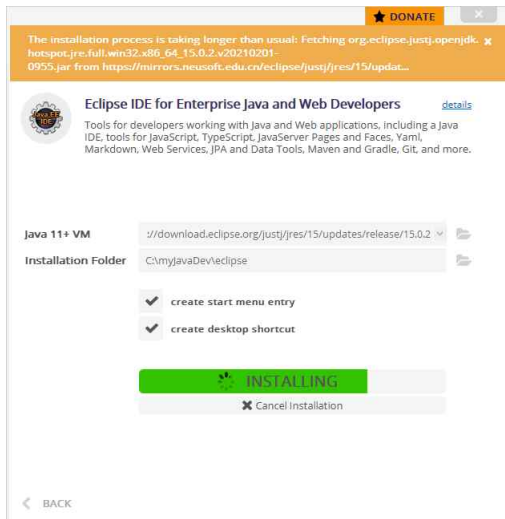 DONATE
The installation process is taking longer than usual: Fetching org.eclipse.justj.openjdk.
hotspot.jre.full.win32.x86_64_15.0.2.v20210201-
0955.jar from https://mirrors.neusoft.edu.cn/eclipse/justj/jres/15/updat...
Java EE
IDE
Eclipse IDE for Enterprise Java and Web Developers
details
Tools for developers working with Java and Web applications, including a Java
IDE, tools for JavaScript, TypeScript, JavaServer Pages and Faces, Yaml,
Markdown, Web Services, JPA and Data Tools, Maven and Gradle, Git, and more.
Java 11+ VM
://download.eclipse.org/justj/jres/15/updates/release/15.0.2
Installation Folder
C:\myJavaDev\eclipse
create start menu entry
create desktop shortcut
INSTALLING
Cancel Installation
BACK